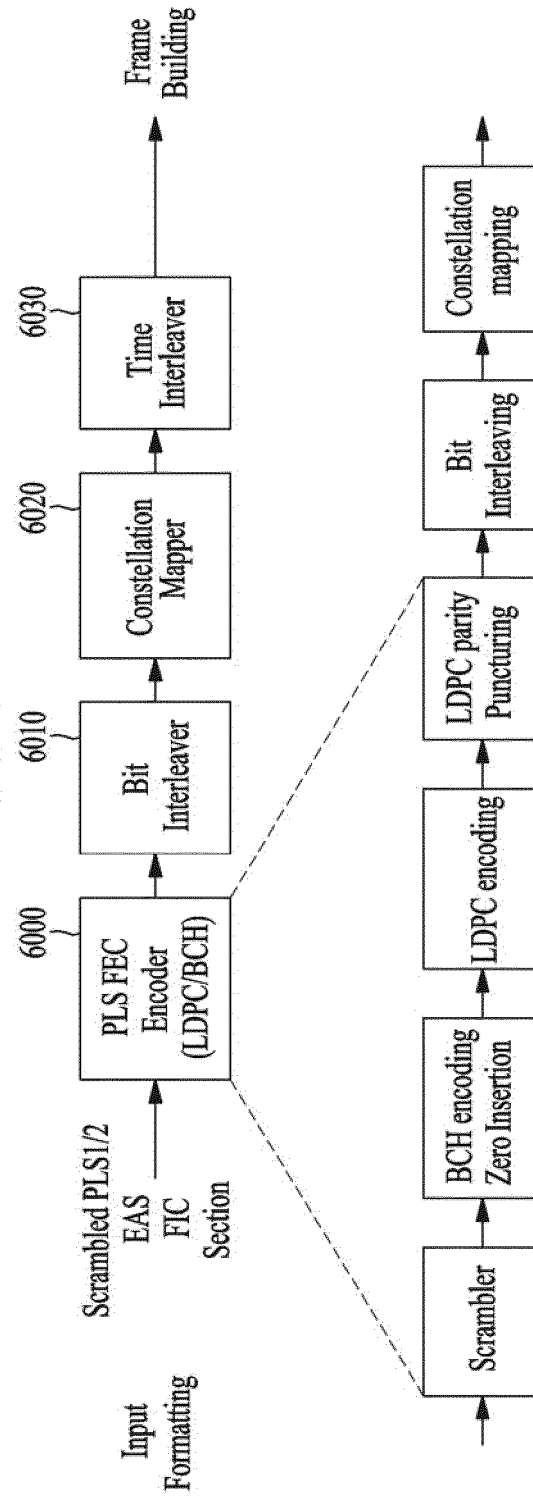 Input
Formatting
Scrambled PLS1/2
EAS
FIC
Section
6000
PLS FEC
Encoder
(LDPC/BCH)
6010
Bit
Interleaver
6020
Constellation
Mapper
6030
Time
Interleaver
Frame
Building
Scrambler
BCH encoding
Zero Insertion
LDPC encoding
LDPC parity
Puncturing
Bit
Interleaving
Constellation
mapping